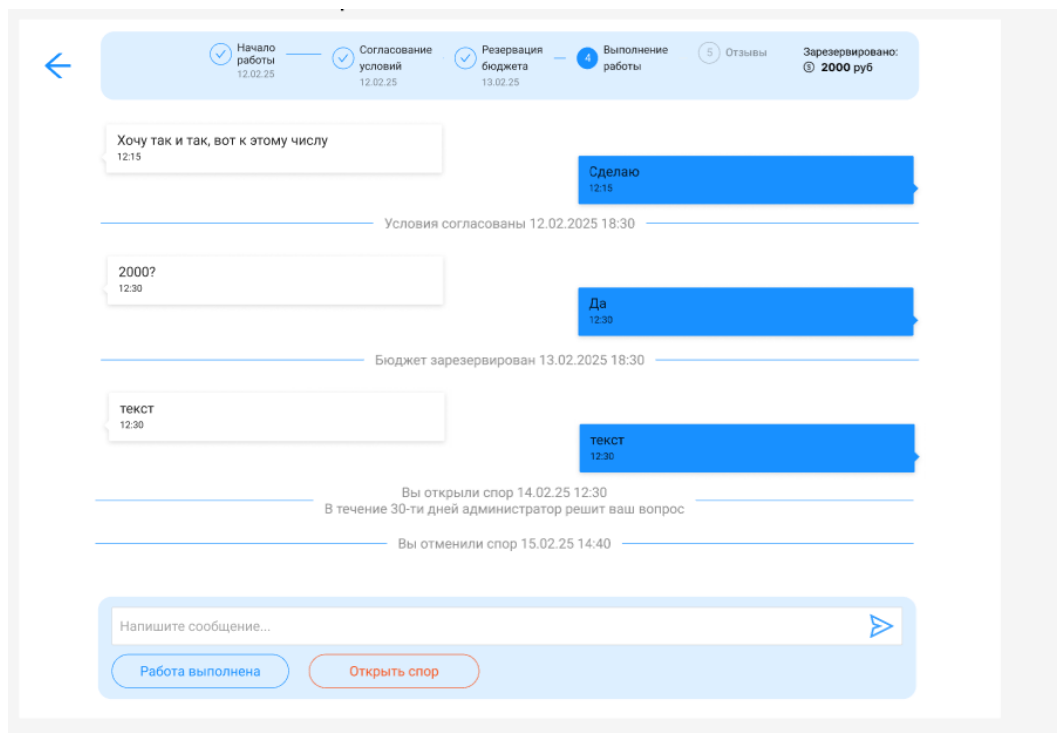 Начало
работы
12.02.25
Согласование
условий
12.02.25
Резервация
бюджета
13.02.25
4
Выполнение
работы
5
Отзывы
Зарезервировано:
2000 руб
Хочу так и так, вот к этому числу
12:15
Сделаю
12:15
Условия согласованы 12.02.2025 18:30
2000?
12:30
Да
12:30
Бюджет зарезервирован 13.02.2025 18:30
текст
12:30
текст
12:30
Вы открыли спор 14.02.25 12:30
В течение 30-ти дней администратор решит ваш вопрос
Вы отменили спор 15.02.25 14:40
Напишите сообщение...
Работа выполнена
Открыть спор